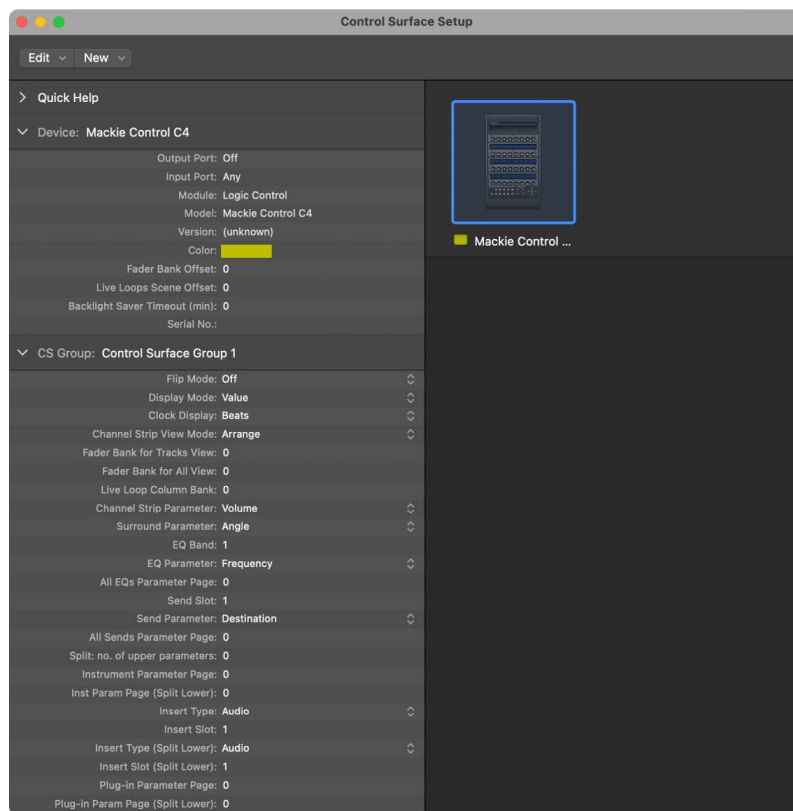 Control Surface Setup
Edit New
Quick Help
Device: Mackie Control C4
Output Port: Off
Input Port: Any
Module: Logic Control
Model: Mackie Control C4
Version: (unknown)
Color:
Fader Bank Offset: 0
Live Loops Scene Offset: 0
Backlight Saver Timeout (min): 0
Serial No.:
CS Group: Control Surface Group 1
Flip Mode: Off
Display Mode: Value
Clock Display: Beats
Channel Strip View Mode: Arrange
Fader Bank for Tracks View: 0
Fader Bank for All View: 0
Live Loop Column Bank: 0
Channel Strip Parameter: Volume
Surround Parameter: Angle
EQ Band: 1
EQ Parameter: Frequency
All EQs Parameter Page: 0
Send Slot: 1
Send Parameter: Destination
All Sends Parameter Page: 0
Split: no. of upper parameters: 0
Instrument Parameter Page: 0
Inst Param Page (Split Lower): 0
Insert Type: Audio
Insert Slot: 1
Insert Type (Split Lower): Audio
Insert Slot (Split Lower): 1
Plug-in Parameter Page: 0
Plug-in Param Page (Split Lower): 0
Mackie Control ...